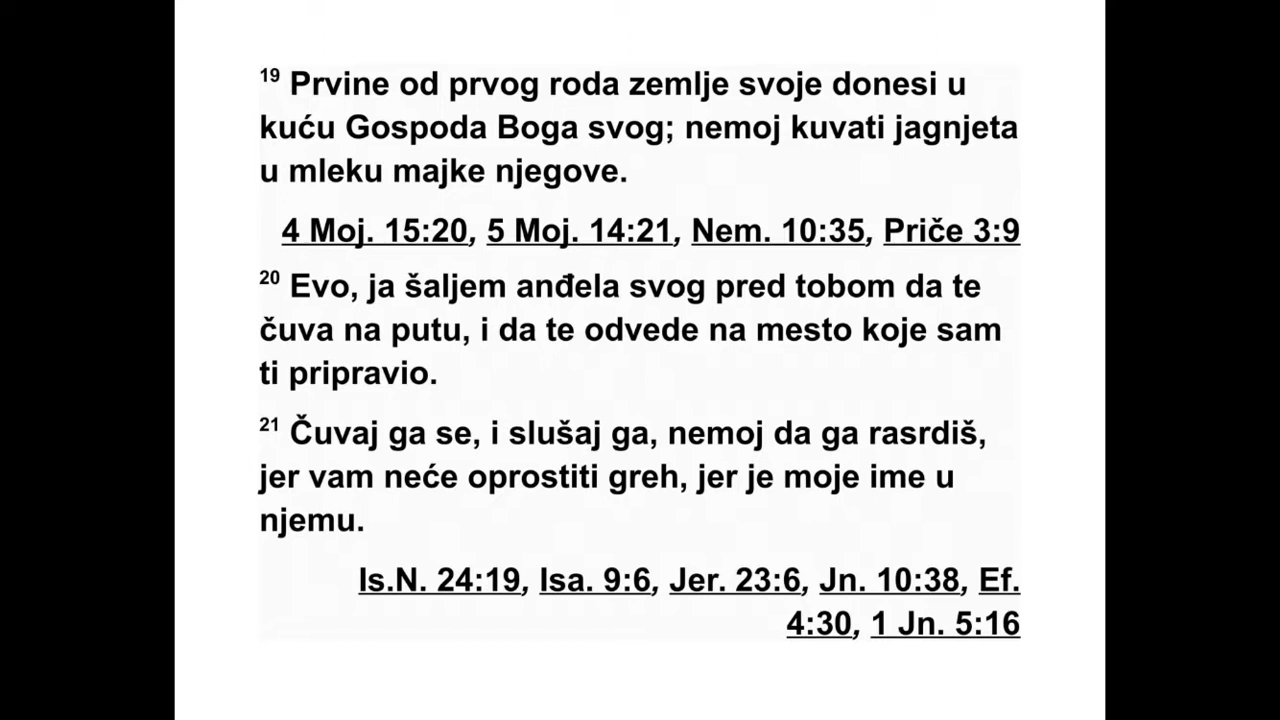 19 Prvine od prvog roda zemlje svoje donesi u
kuću Gospoda Boga svog; nemoj kuvati jagnjeta
u mleku majke njegove.
4 Moj. 15:20, 5 Moj. 14:21, Nem. 10:35, Priče 3:9
20 Evo, ja šaljem anđela svog pred tobom da te
čuva na putu, i da te odvede na mesto koje sam
ti pripravio.
21 Čuvaj ga se, i slušaj ga, nemoj da ga rasrdiš,
jer vam neće oprostiti greh, jer je moje ime u
njemu.
Is.N. 24:19, Isa. 9:6, Jer. 23:6, Jn. 10:38, Ef.
4:30, 1 Jn. 5:16